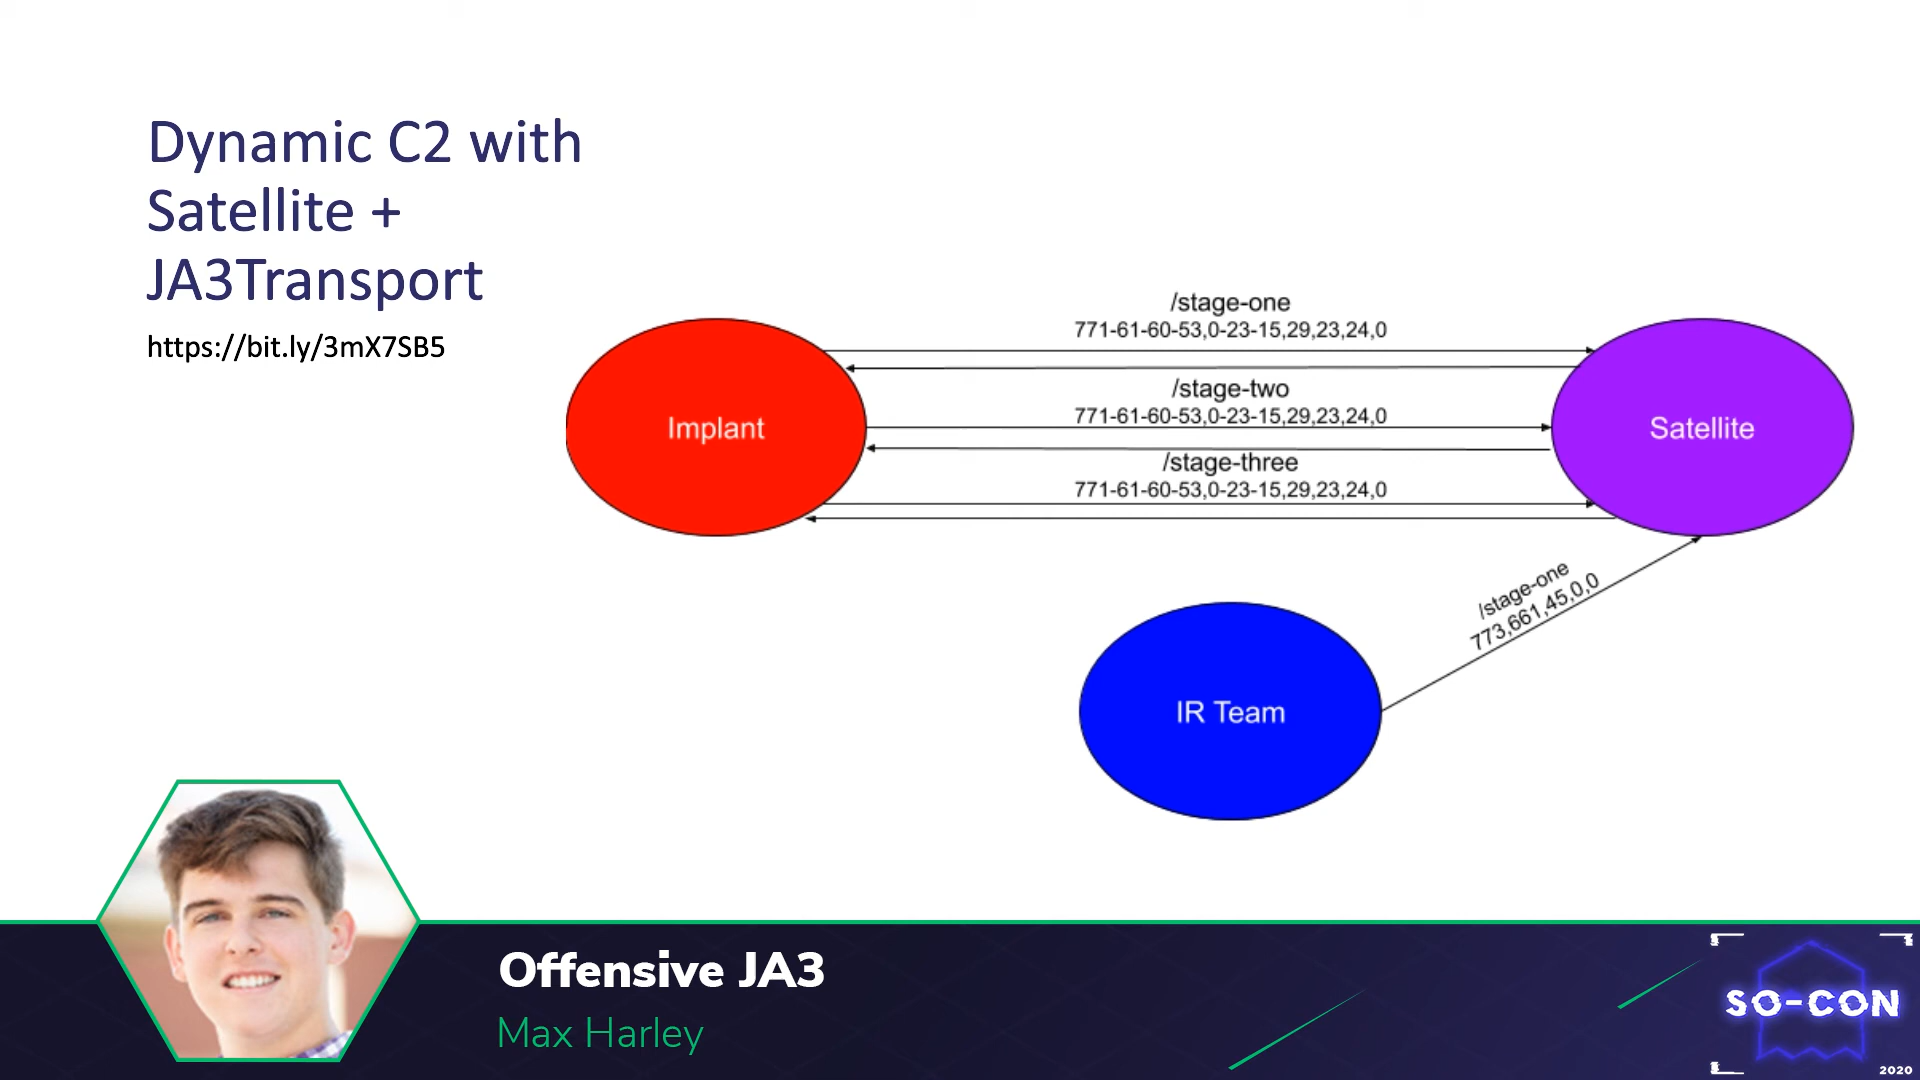 Dynamic C2 with
Satellite +
JA3Transport
https://bit.ly/3mX7SB5
/stage-one
771-61-60-53,0-23-15,29,23,24,0
/stage-two
771-61-60-53,0-23-15,29,23,24,0
/stage-three
771-61-60-53,0-23-15,29,23,24,0
Implant
Satellite
/stage-one
773,661,45,0,0
IR Team
Offensive JA3
Max Harley
SO-CON
2020